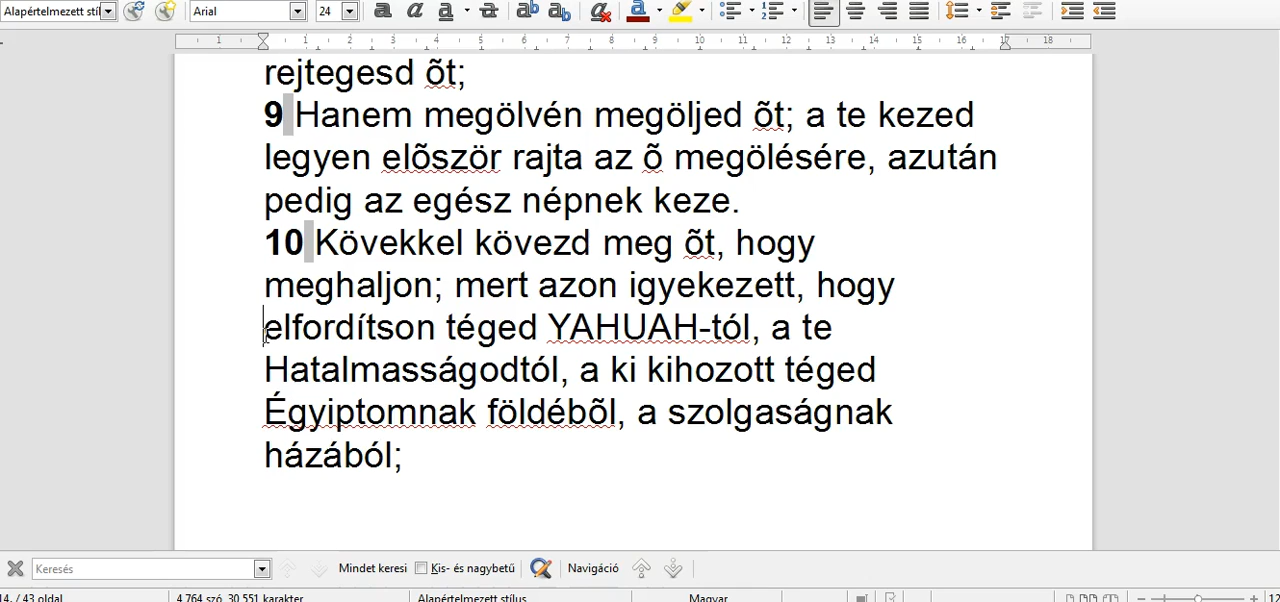 Alapértelmezett stíl Arial 24
1 1 2 3 4 5 6 7 8 9 10 11 12 13 14 15 16 17 18
rejtegesd õt;
9 Hanem megölvén megöljed õt; a te kezed
legyen elõször rajta az õ megölésére, azután
pedig az egész népnek keze.
10 Kövekkel kövezd meg õt, hogy
meghaljon; mert azon igyekezett, hogy
elfordítson téged YAHUAH-tól, a te
Hatalmasságodtól, a ki kihozott téged
Égyiptomnak földébõl, a szolgaságnak
házából;
Keresés Mindet keresi Kis- és nagybetű Navigáció
14. / 43 oldal 4 764 szó, 30 551 karakter Alapértelmezett stílus Magyar